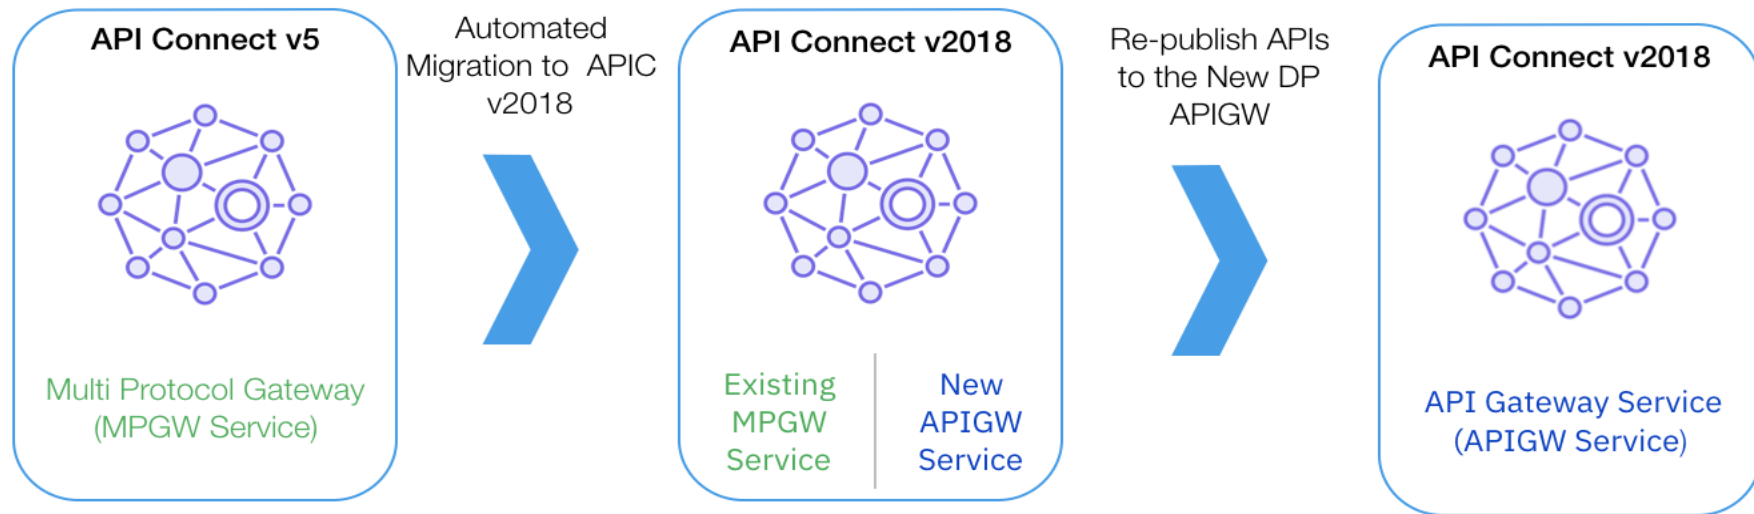 API Connect v5
Multi Protocol Gateway
(MPGW Service)
Automated
Migration to APIC
v2018
API Connect v2018
Existing
MPGW
Service
New
APIGW
Service
Re-publish APIs
to the New DP
APIGW
API Connect v2018
API Gateway Service
(APIGW Service)